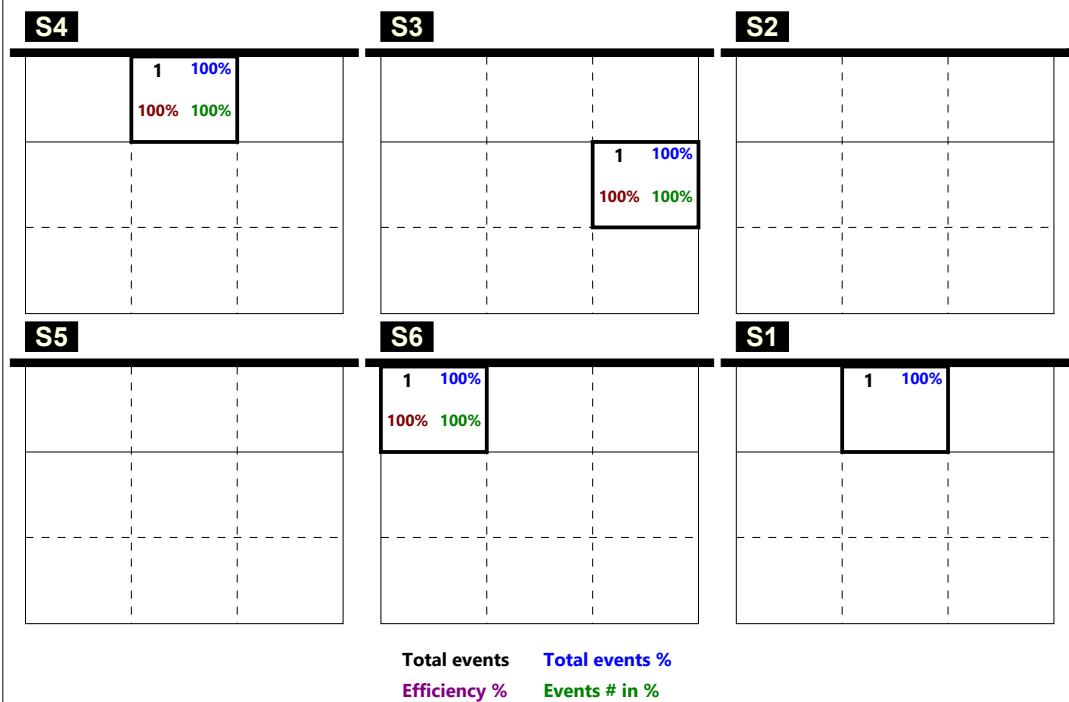 S4 S3 S2
1 100%
100% 100%
1 100%
100% 100%
S5 S6 S1
1 100%
100% 100%
1 100%
Total events Total events %
Efficiency % Events # in %